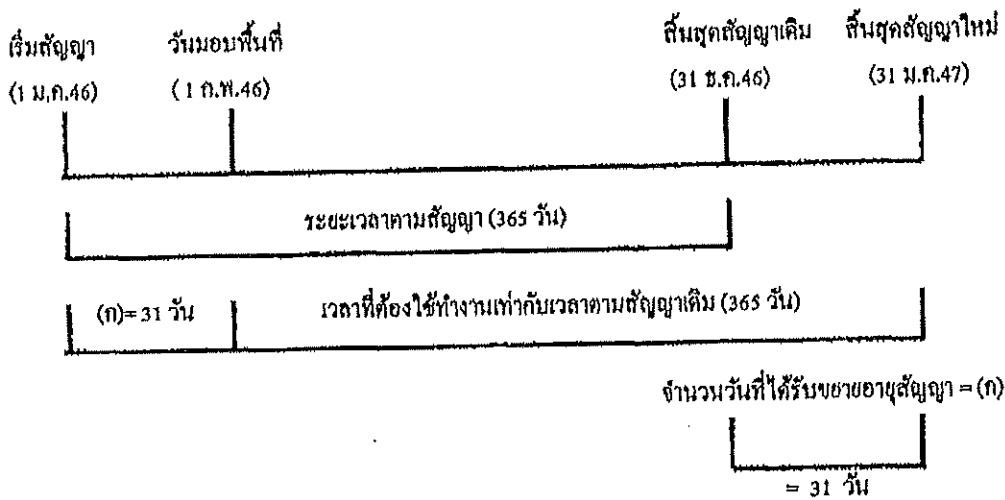 เริ่มสัญญา วันมอบพื้นที่ สิ้นสุดสัญญาเดิม สิ้นสุดสัญญาใหม่
(1 ม.ค.46) (1 ก.พ.46) (31 ธ.ค.46) (31 ม.ค.47)
ระยะเวลาตามสัญญา (365 วัน)
(ก)= 31 วัน เวลาที่ต้องใช้ทำงานเท่ากับเวลาตามสัญญาเดิม (365 วัน)
จำนวนวันที่ได้รับขยายอายุสัญญา = (ก)
= 31 วัน